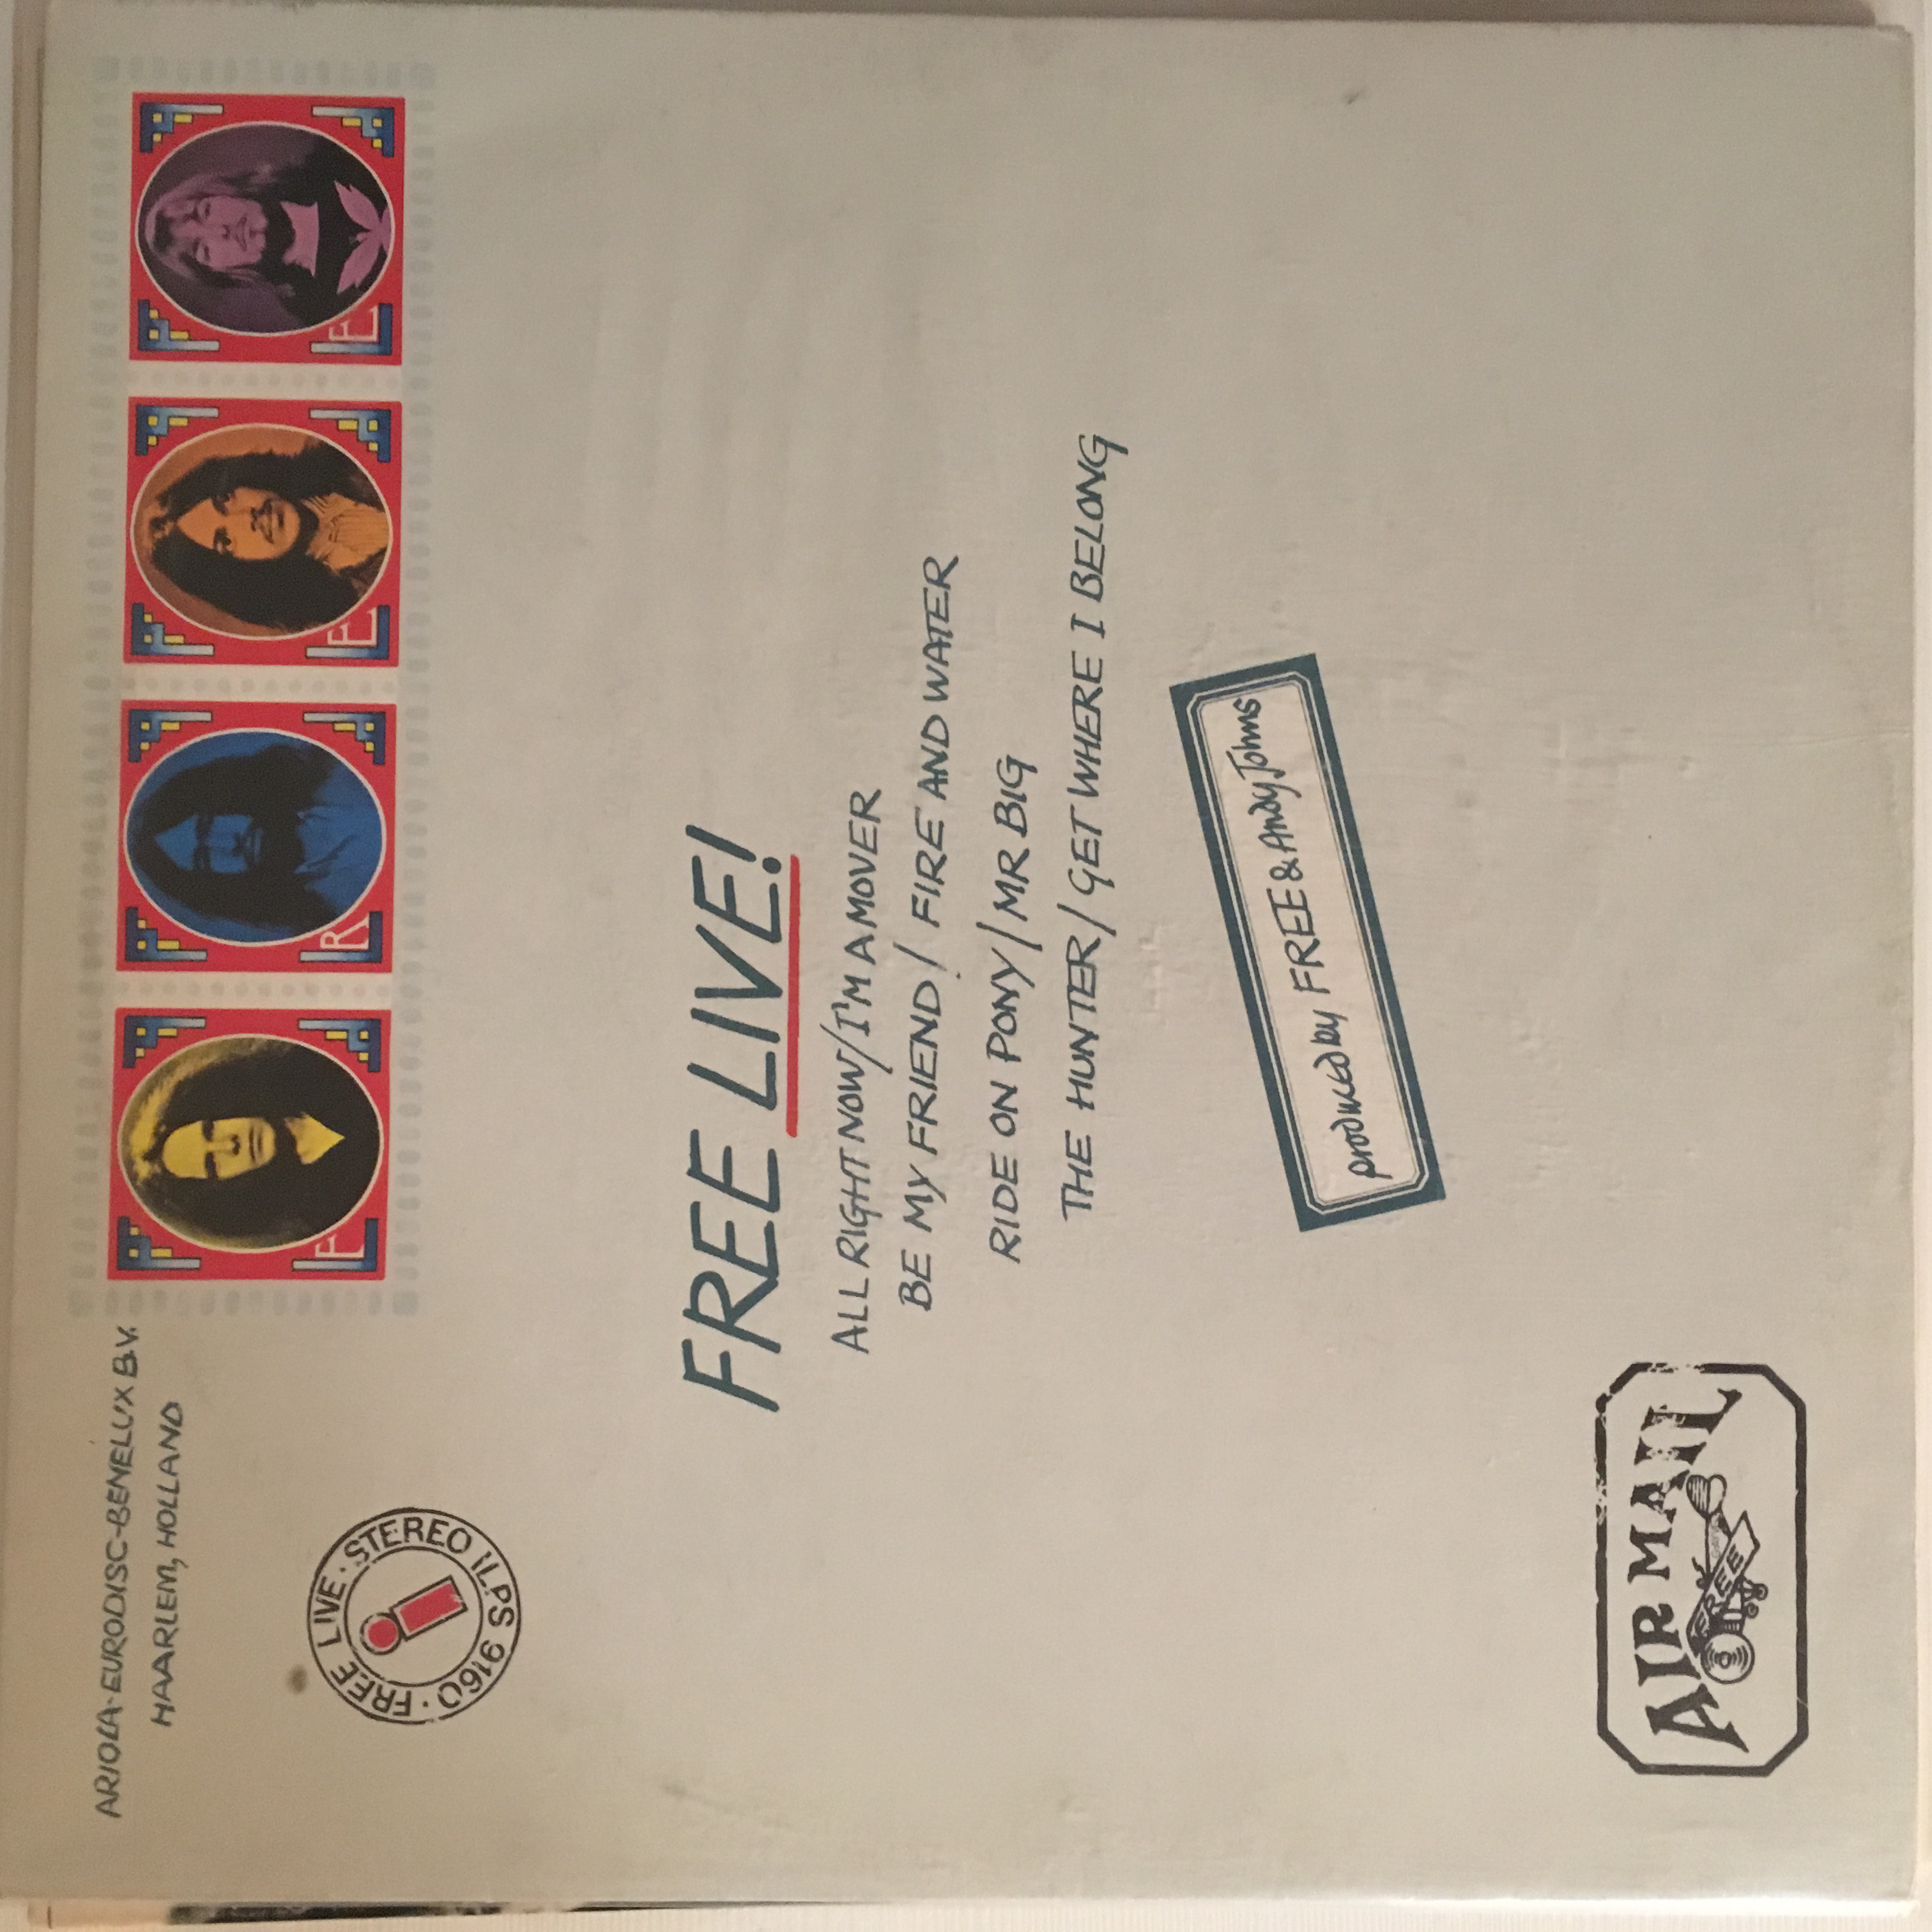 ARIOLA-EURODISC-BENELUX B.V.
HAARLEM, HOLLAND
F
R
E
E
FREE LIVE · STEREO ILPS 9160 ·
i
FREE LIVE!
ALL RIGHT NOW/I'M A MOVER
BE MY FRIEND / FIRE AND WATER
RIDE ON PONY / MR BIG
THE HUNTER / GET WHERE I BELONG
produced by FREE & Andy Johns
AIR MAIL
FREE